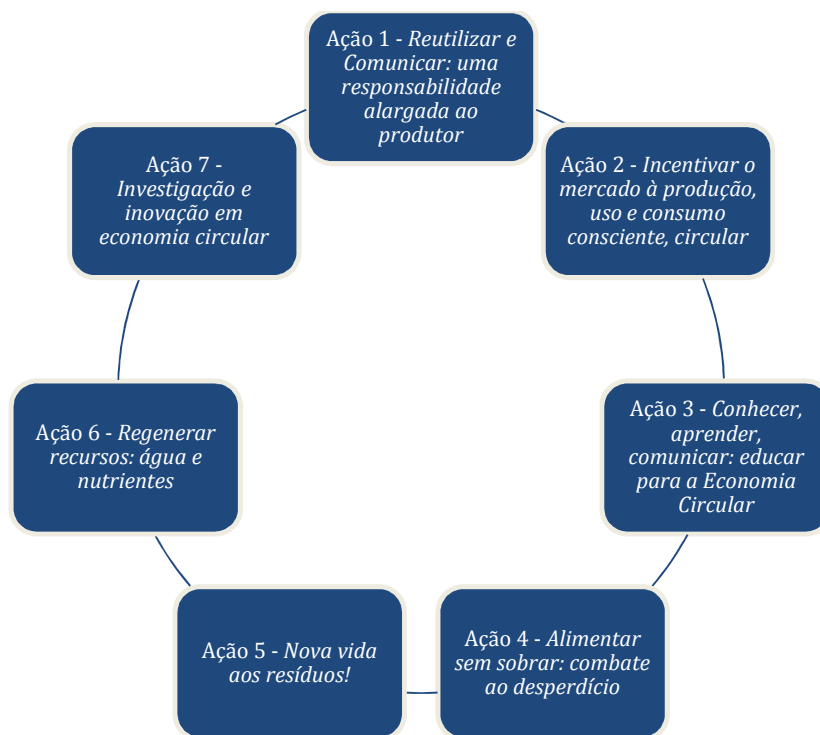 Ação 1 - Reutilizar e
Comunicar: uma
responsabilidade
alargada ao
produtor
Ação 2 - Incentivar o
mercado à produção,
uso e consumo
consciente, circular
Ação 3 - Conhecer,
aprender,
comunicar: educar
para a Economia
Circular
Ação 4 - Alimentar
sem sobrar: combate
ao desperdício
Ação 5 - Nova vida
aos resíduos!
Ação 6 - Regenerar
recursos: água e
nutrientes
Ação 7 -
Investigação e
inovação em
economia circular